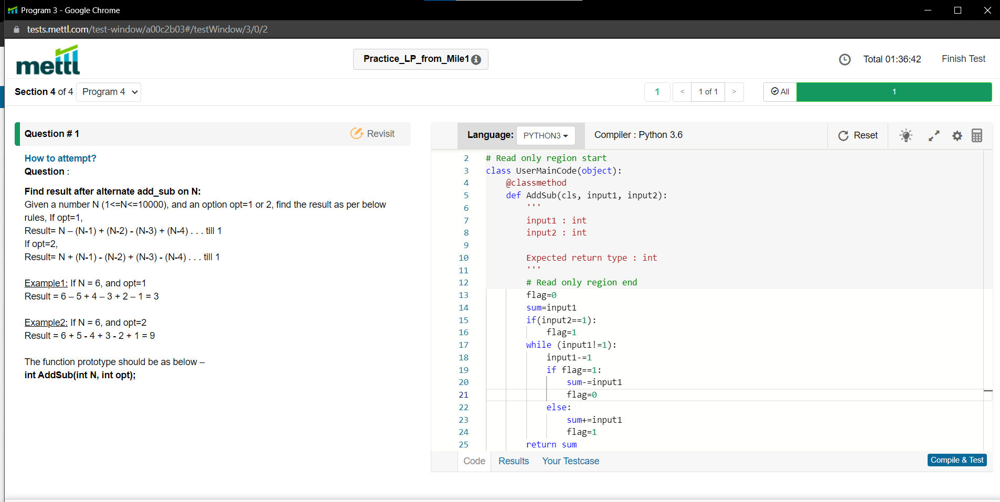 Program 3 - Google Chrome
tests.mettl.com/test-window/a00c2b03#/testWindow/3/0/2
mettl
Practice_LP_from_Mile1
Total 01:36:42
Finish Test
Section 4 of 4
Program 4
1
<
1 of 1
>
All
1
Question # 1
Revisit
How to attempt?
Question :
Find result after alternate add_sub on N:
Given a number N (1<=N<=10000), and an option opt=1 or 2, find the result as per below
rules, If opt=1,
Result= N – (N-1) + (N-2) - (N-3) + (N-4) . . . till 1
If opt=2,
Result= N + (N-1) - (N-2) + (N-3) - (N-4) . . . till 1
Example1: If N = 6, and opt=1
Result = 6 – 5 + 4 – 3 + 2 – 1 = 3
Example2: If N = 6, and opt=2
Result = 6 + 5 - 4 + 3 - 2 + 1 = 9
The function prototype should be as below –
int AddSub(int N, int opt);
Language: PYTHON3
Compiler : Python 3.6
Reset
2 # Read only region start
3 class UserMainCode(object):
4     @classmethod
5     def AddSub(cls, input1, input2):
6         '''
7         input1 : int
8         input2 : int
9
10         Expected return type : int
11         '''
12         # Read only region end
13         flag=0
14         sum=input1
15         if(input2==1):
16             flag=1
17         while (input1!=1):
18             input1-=1
19             if flag==1:
20                 sum-=input1
21                 flag=0
22             else:
23                 sum+=input1
24                 flag=1
25         return sum
Code
Results
Your Testcase
Compile & Test